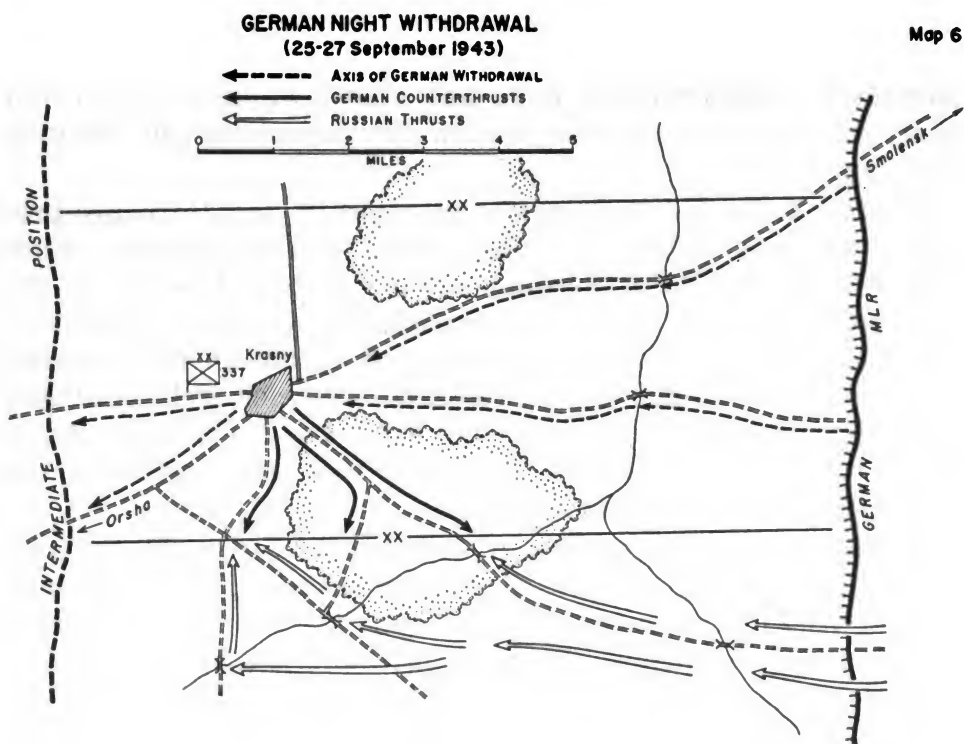 GERMAN NIGHT WITHDRAWAL
(25-27 September 1943)
Map 6
AXIS OF GERMAN WITHDRAWAL
GERMAN COUNTERTHRUSTS
RUSSIAN THRUSTS
0 1 2 3 4 5
MILES
Smolensk
XX
POSITION
MLR
Krasny
XX
337
INTERMEDIATE
Orsha
GERMAN
XX